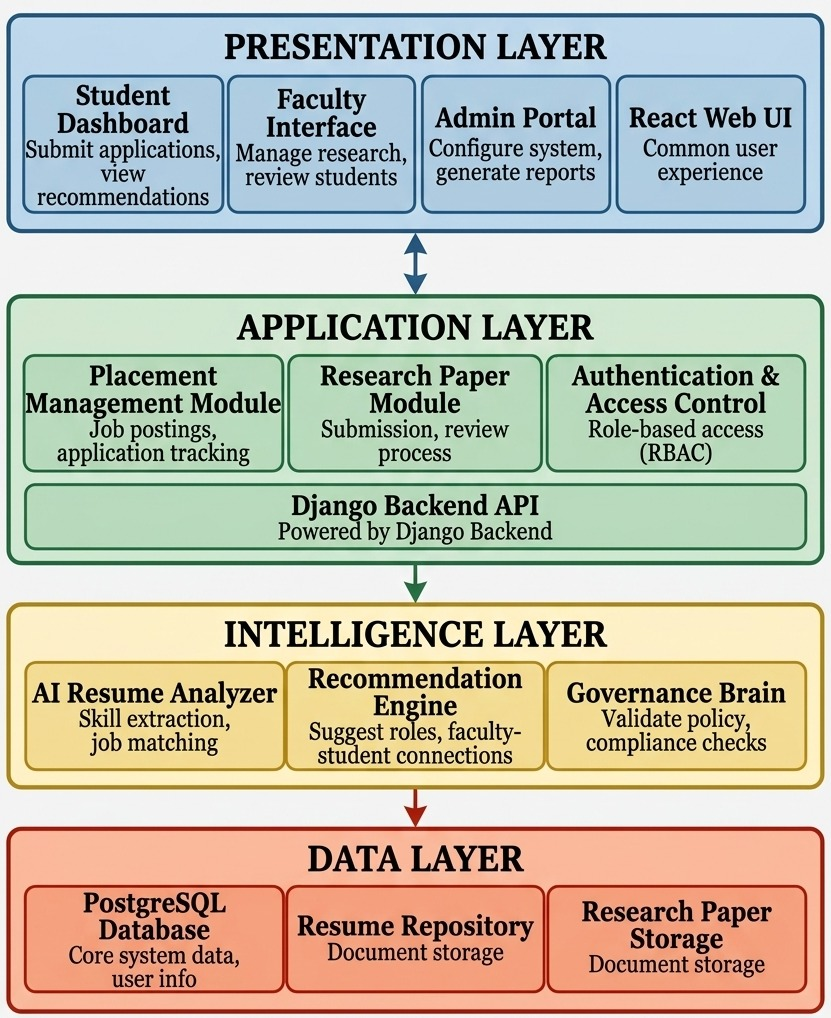 PRESENTATION LAYER
Student
Dashboard
Submit applications,
view
recommendations
Faculty
Interface
Manage research,
review students
Admin Portal
Configure system,
generate reports
React Web UI
Common user
experience
APPLICATION LAYER
Placement
Management Module
Job postings,
application tracking
Research Paper
Module
Submission, review
process
Authentication &
Access Control
Role-based access
(RBAC)
Django Backend API
Powered by Django Backend
INTELLIGENCE LAYER
AI Resume Analyzer
Skill extraction,
job matching
Recommendation
Engine
Suggest roles, faculty-
student connections
Governance Brain
Validate policy,
compliance checks
DATA LAYER
PostgreSQL
Database
Core system data,
user info
Resume Repository
Document storage
Research Paper
Storage
Document storage